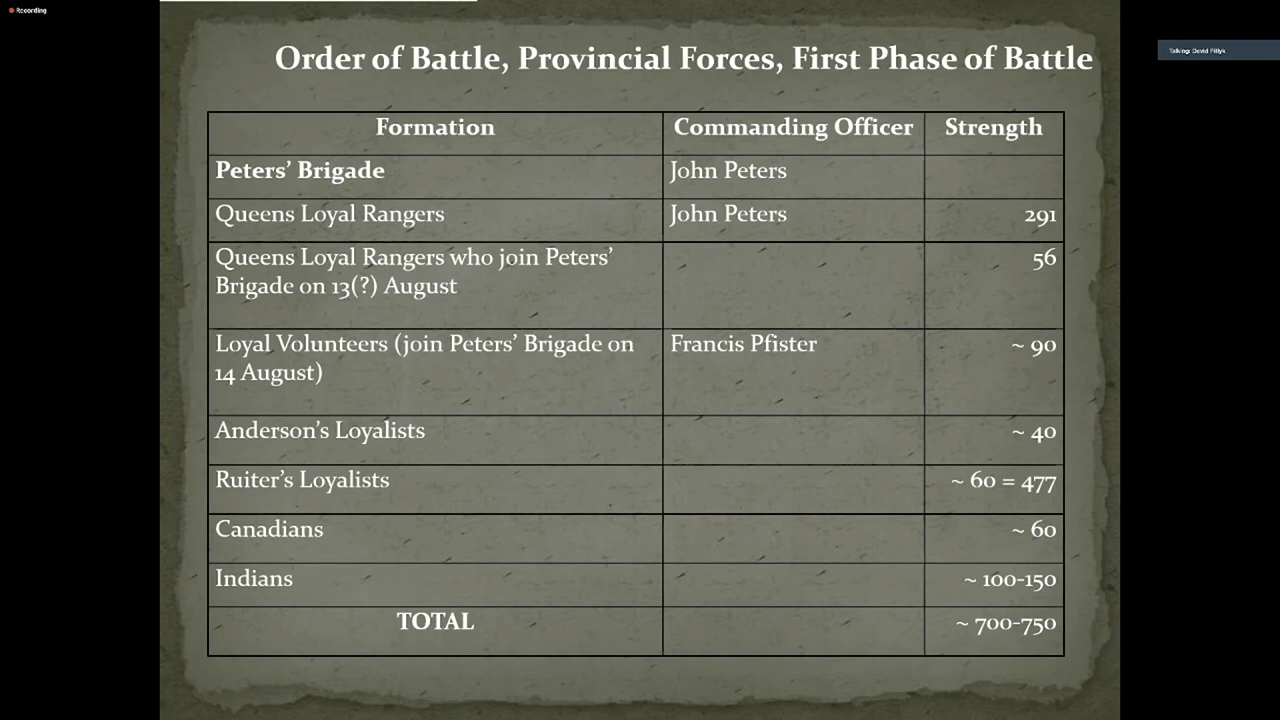 Recording
Talking: David Pittyk
Order of Battle, Provincial Forces, First Phase of Battle
Formation Commanding Officer Strength
Peters' Brigade John Peters
Queens Loyal Rangers John Peters 291
Queens Loyal Rangers who join Peters' 56
Brigade on 13(?) August
Loyal Volunteers (join Peters' Brigade on Francis Pfister ~ 90
14 August)
Anderson's Loyalists ~ 40
Ruiter's Loyalists ~ 60 = 477
Canadians ~ 60
Indians ~ 100-150
TOTAL ~ 700-750